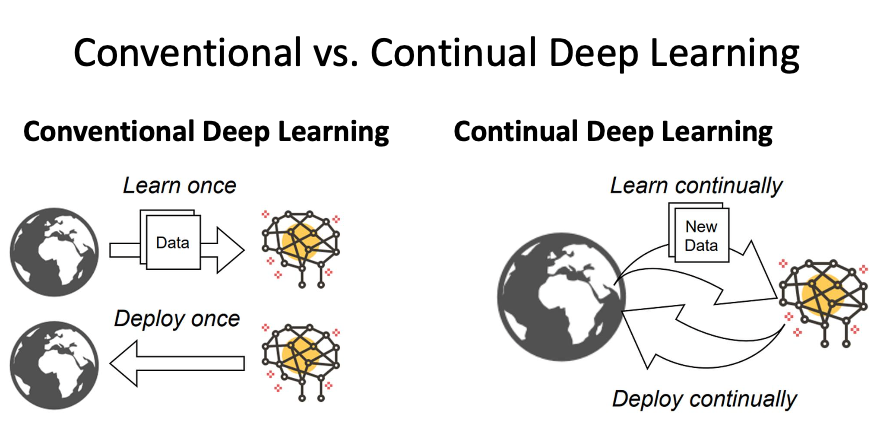 Conventional vs. Continual Deep Learning
Conventional Deep Learning
Learn once
Data
Deploy once
Continual Deep Learning
Learn continually
New
Data
Deploy continually